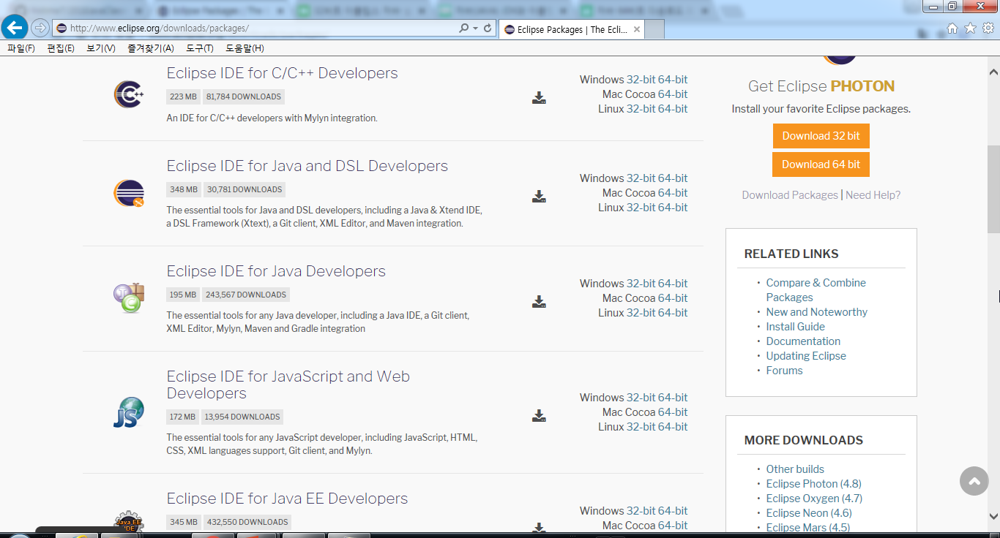 http://www.eclipse.org/downloads/packages/
Eclipse Packages | The Ecli...
파일(F) 편집(E) 보기(V) 즐겨찾기(A) 도구(T) 도움말(H)
C++
Eclipse IDE for C/C++ Developers
223 MB 81,784 DOWNLOADS
An IDE for C/C++ developers with Mylyn integration.
Windows 32-bit 64-bit
Mac Cocoa 64-bit
Linux 32-bit 64-bit
Eclipse IDE for Java and DSL Developers
348 MB 30,781 DOWNLOADS
The essential tools for Java and DSL developers, including a Java & Xtend IDE,
a DSL Framework (Xtext), a Git client, XML Editor, and Maven integration.
Windows 32-bit 64-bit
Mac Cocoa 64-bit
Linux 32-bit 64-bit
J
C
Eclipse IDE for Java Developers
195 MB 243,567 DOWNLOADS
The essential tools for any Java developer, including a Java IDE, a Git client,
XML Editor, Mylyn, Maven and Gradle integration
Windows 32-bit 64-bit
Mac Cocoa 64-bit
Linux 32-bit 64-bit
JS
Eclipse IDE for JavaScript and Web
Developers
172 MB 13,954 DOWNLOADS
The essential tools for any JavaScript developer, including JavaScript, HTML,
CSS, XML languages support, Git client, and Mylyn.
Windows 32-bit 64-bit
Mac Cocoa 64-bit
Linux 32-bit 64-bit
Java EE
IDE
Eclipse IDE for Java EE Developers
345 MB 432,550 DOWNLOADS
Windows 32-bit 64-bit
Mac Cocoa 64-bit
Get Eclipse PHOTON
Install your favorite Eclipse packages.
Download 32 bit
Download 64 bit
Download Packages | Need Help?
RELATED LINKS
• Compare & Combine
Packages
• New and Noteworthy
• Install Guide
• Documentation
• Updating Eclipse
• Forums
MORE DOWNLOADS
• Other builds
• Eclipse Photon (4.8)
• Eclipse Oxygen (4.7)
• Eclipse Neon (4.6)
• Eclipse Mars (4.5)